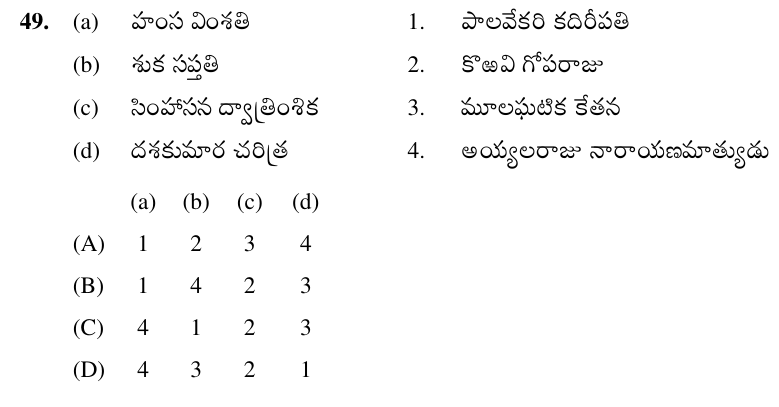 49. (a) హంస వింశతి 1. పాలవేకరి కదిరీపతి
(b) శుక సప్తతి 2. కొఱవి గోపరాజు
(c) సింహాసన ద్వాత్రింశిక 3. మూలఘటిక కేతన
(d) దశకుమార చరిత్ర 4. అయ్యలరాజు నారాయణమాత్యుడు
(a) (b) (c) (d)
(A) 1 2 3 4
(B) 1 4 2 3
(C) 4 1 2 3
(D) 4 3 2 1